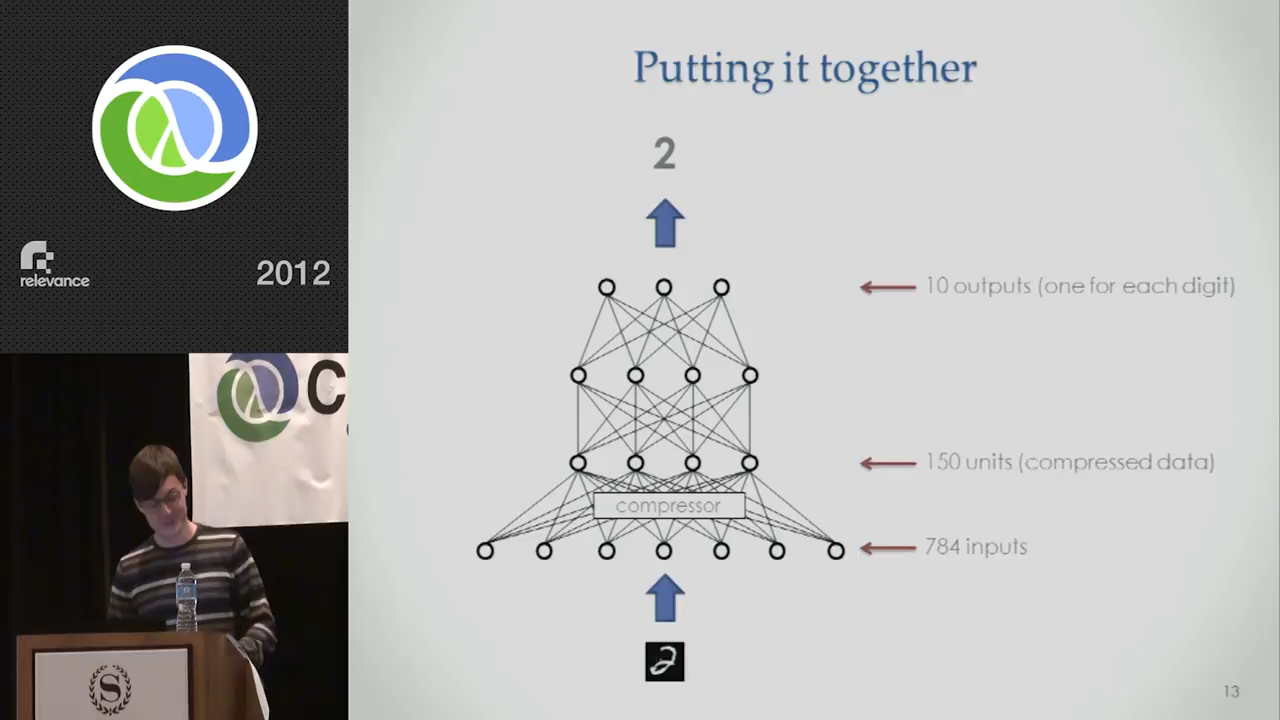 relevance
2012
C
S
Putting it together
2
10 outputs (one for each digit)
150 units (compressed data)
compressor
784 inputs
2
13